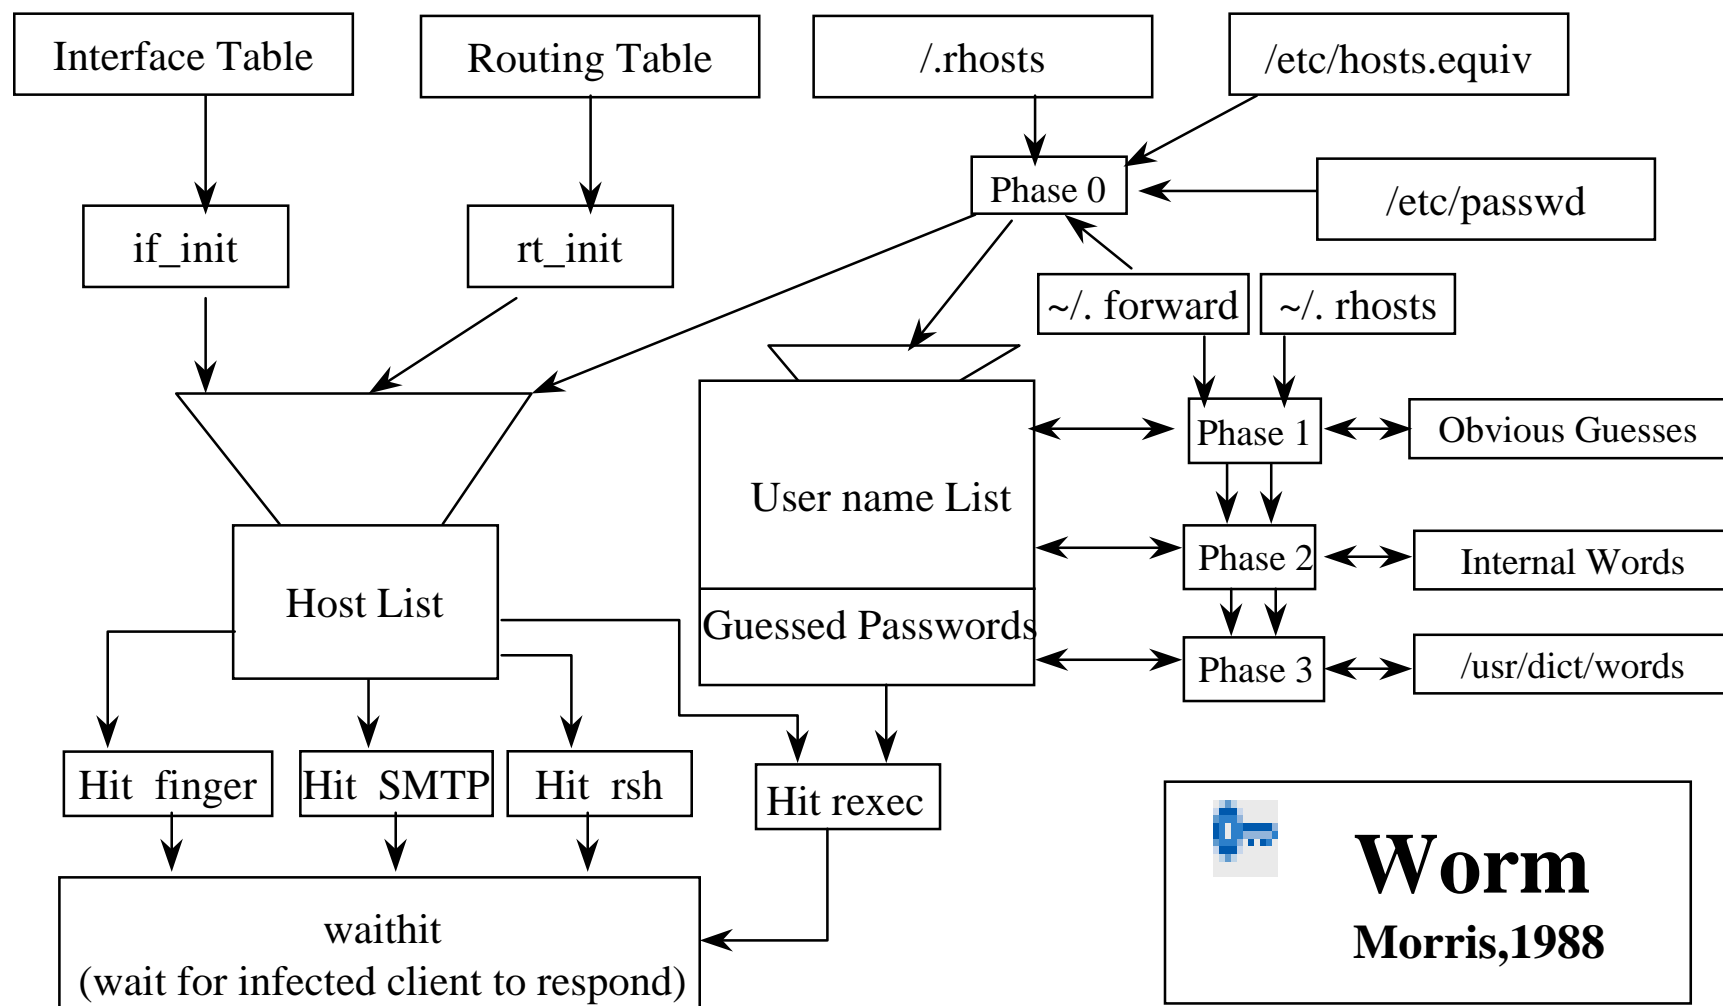 Interface Table
Routing Table
/.rhosts
/etc/hosts.equiv
Phase 0
/etc/passwd
if_init
rt_init
~/. forward
~/. rhosts
Phase 1
Obvious Guesses
User name List
Phase 2
Internal Words
Host List
Guessed Passwords
Phase 3
/usr/dict/words
Hit finger
Hit SMTP
Hit rsh
Hit rexec
Worm
Morris,1988
waithit
(wait for infected client to respond)